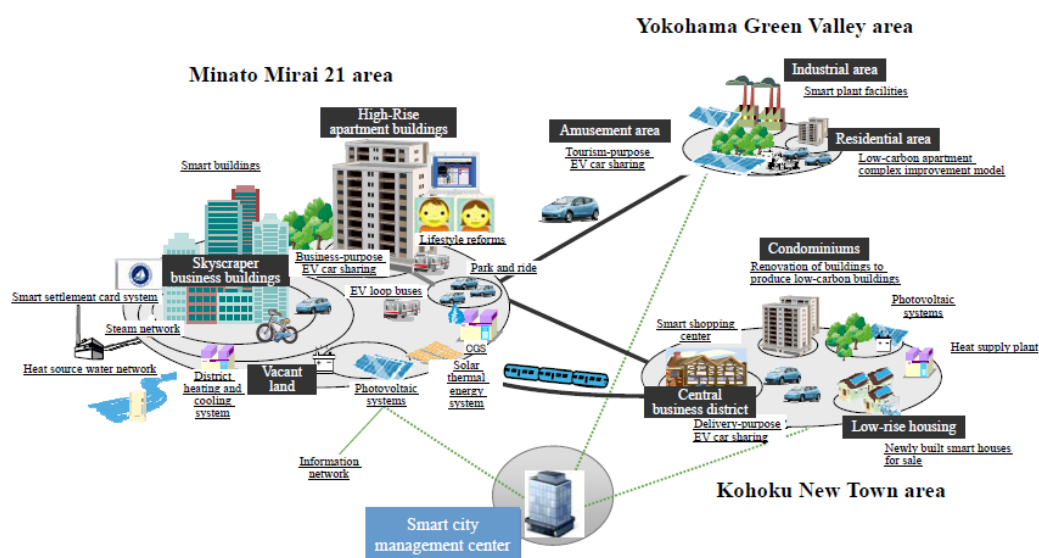 Yokohama Green Valley area
Minato Mirai 21 area
Industrial area
Smart plant facilities
High-Rise
apartment buildings
Amusement area
Tourism-purpose
EV car sharing
Residential area
Low-carbon apartment
complex improvement model
Smart buildings
Lifestyle reforms
Skyscraper
business buildings
Business-purpose
EV car sharing
Park and ride
Condominiums
Renovation of buildings to
produce low-carbon buildings
Smart settlement card system
EV loop buses
Photovoltaic
systems
Steam network
Smart shopping
center
CGS
Heat supply plant
Heat source water network
District
heating and
cooling
system
Vacant
land
Photovoltaic
systems
Solar
thermal
energy
system
Central
business district
Delivery-purpose
EV car sharing
Low-rise housing
Newly built smart houses
for sale
Information
network
Kohoku New Town area
Smart city
management center